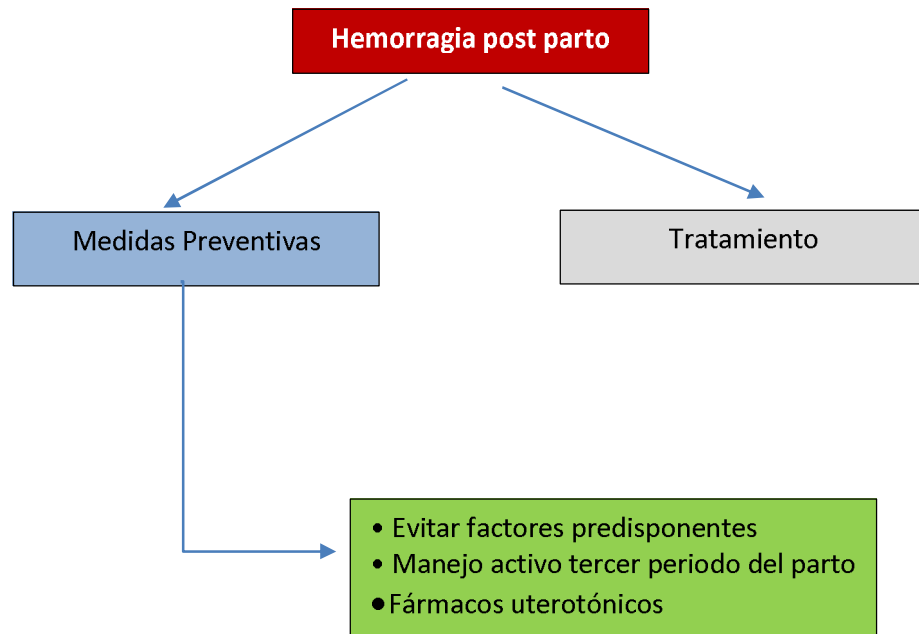 Hemorragia post parto
Medidas Preventivas
Tratamiento
• Evitar factores predisponentes
• Manejo activo tercer periodo del parto
•Fármacos uterotónicos